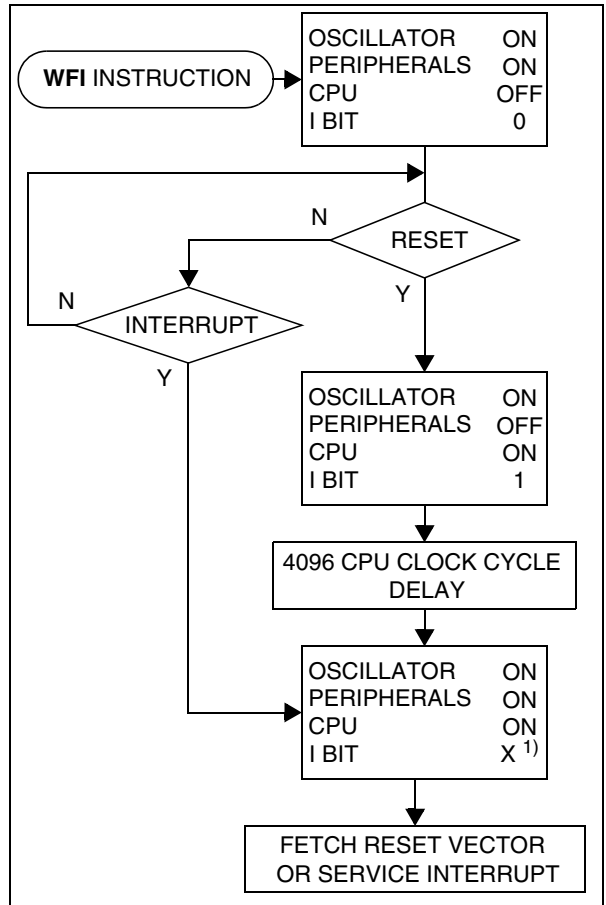 WFI INSTRUCTION
OSCILLATOR ON
PERIPHERALS ON
CPU OFF
I BIT 0
N
RESET
Y
N
INTERRUPT
Y
OSCILLATOR ON
PERIPHERALS OFF
CPU ON
I BIT 1
4096 CPU CLOCK CYCLE
DELAY
OSCILLATOR ON
PERIPHERALS ON
CPU ON
I BIT X 1)
FETCH RESET VECTOR
OR SERVICE INTERRUPT